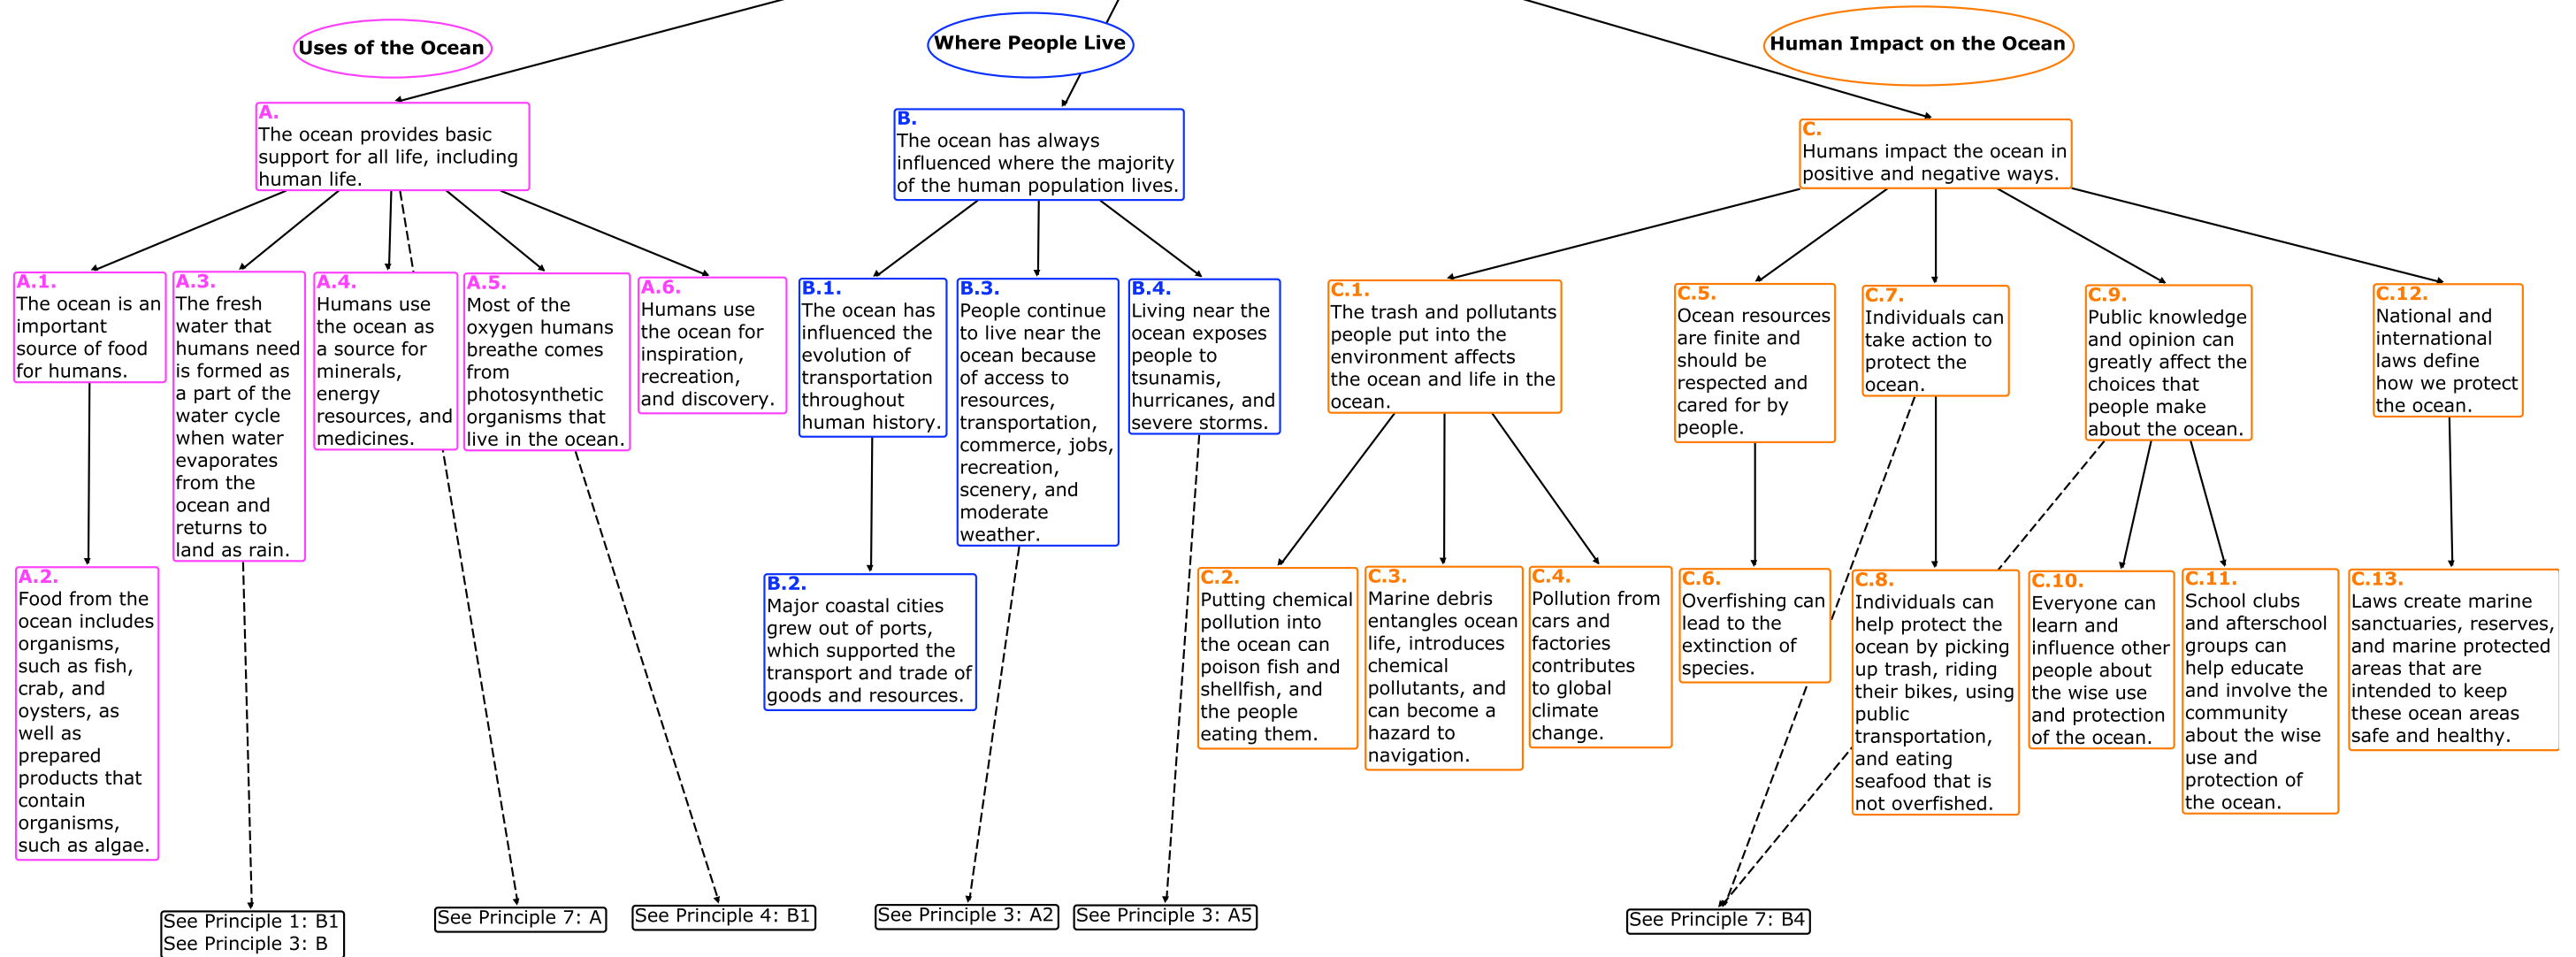 Uses of the Ocean
Where People Live
Human Impact on the Ocean
A.
The ocean provides basic
support for all life, including
human life.
B.
The ocean has always
influenced where the majority
of the human population lives.
C.
Humans impact the ocean in
positive and negative ways.
A.1.
The ocean is an
important
source of food
for humans.
A.3.
The fresh
water that
humans need
is formed as
a part of the
water cycle
when water
evaporates
from the
ocean and
returns to
land as rain.
A.4.
Humans use
the ocean as
a source for
minerals,
energy
resources, and
medicines.
A.5.
Most of the
oxygen humans
breathe comes
from
photosynthetic
organisms that
live in the ocean.
A.6.
Humans use
the ocean for
inspiration,
recreation,
and discovery.
B.1.
The ocean has
influenced the
evolution of
transportation
throughout
human history.
B.3.
People continue
to live near the
ocean because
of access to
resources,
transportation,
commerce, jobs,
recreation,
scenery, and
moderate
weather.
B.4.
Living near the
ocean exposes
people to
tsunamis,
hurricanes, and
severe storms.
C.1.
The trash and pollutants
people put into the
environment affects
the ocean and life in the
ocean.
C.5.
Ocean resources
are finite and
should be
respected and
cared for by
people.
C.7.
Individuals can
take action to
protect the
ocean.
C.9.
Public knowledge
and opinion can
greatly affect the
choices that
people make
about the ocean.
C.12.
National and
international
laws define
how we protect
the ocean.
A.2.
Food from the
ocean includes
organisms,
such as fish,
crab, and
oysters, as
well as
prepared
products that
contain
organisms,
such as algae.
B.2.
Major coastal cities
grew out of ports,
which supported the
transport and trade of
goods and resources.
C.2.
Putting chemical
pollution into
the ocean can
poison fish and
shellfish, and
the people
eating them.
C.3.
Marine debris
entangles ocean
life, introduces
chemical
pollutants, and
can become a
hazard to
navigation.
C.4.
Pollution from
cars and
factories
contributes
to global
climate
change.
C.6.
Overfishing can
lead to the
extinction of
species.
C.8.
Individuals can
help protect the
ocean by picking
up trash, riding
their bikes, using
public
transportation,
and eating
seafood that is
not overfished.
C.10.
Everyone can
learn and
influence other
people about
the wise use
and protection
of the ocean.
C.11.
School clubs
and afterschool
groups can
help educate
and involve the
community
about the wise
use and
protection of
the ocean.
C.13.
Laws create marine
sanctuaries, reserves,
and marine protected
areas that are
intended to keep
these ocean areas
safe and healthy.
See Principle 1: B1
See Principle 3: B
See Principle 7: A
See Principle 4: B1
See Principle 3: A2
See Principle 3: A5
See Principle 7: B4